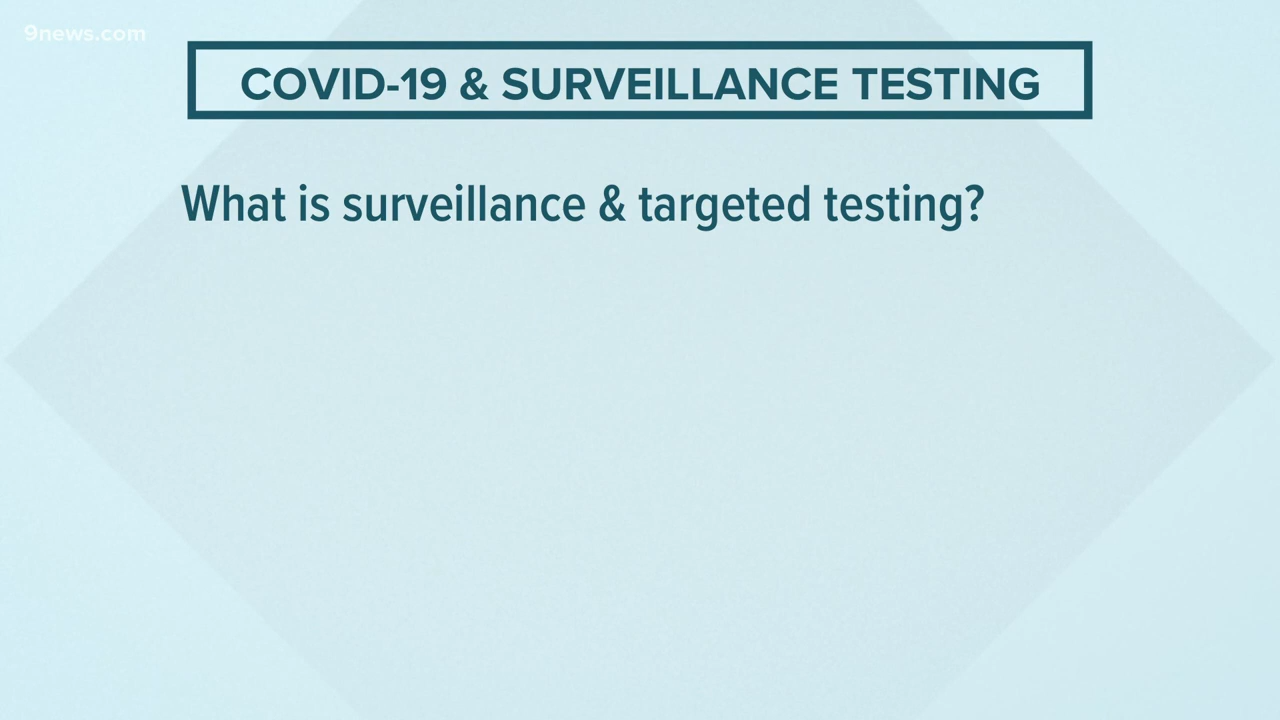 9news.com
COVID-19 & SURVEILLANCE TESTING
What is surveillance & targeted testing?